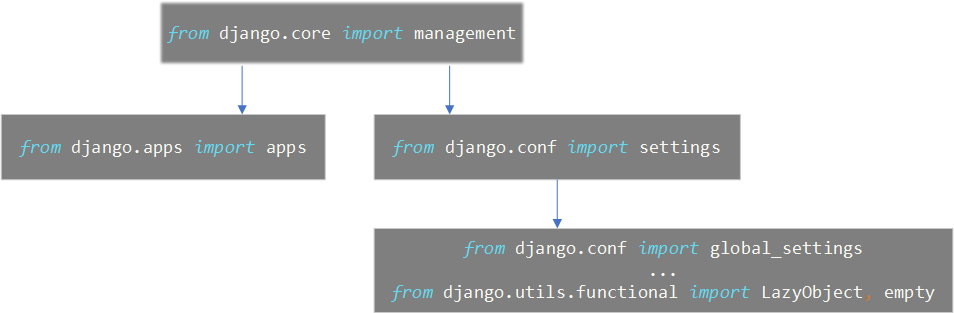 from django.core import management
from django.apps import apps
from django.conf import settings
from django.conf import global_settings
...
from django.utils.functional import LazyObject, empty